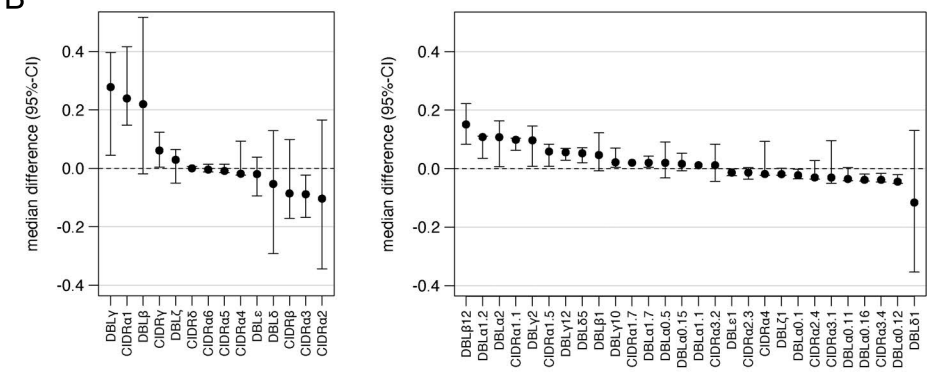 B
median difference (95%-CI)
0.4
0.2
0.0
-0.2
-0.4
DBLγ
CIDRα1
DBLβ
CIDRγ
DBLζ
CIDRδ
CIDRα6
CIDRα5
CIDRα4
DBLε
DBLδ
CIDRβ
CIDRα3
CIDRα2
median difference (95%-CI)
0.4
0.2
0.0
-0.2
-0.4
DBLβ12
DBLα1.2
DBLα2
CIDRα1.1
DBLγ2
CIDRα1.5
DBLγ12
DBLδ5
DBLβ1
DBLγ10
CIDRα1.7
DBLα1.7
DBLα0.5
DBLα0.15
DBLα1.1
CIDRα3.2
DBLε1
CIDRα2.3
CIDRα4
DBLζ1
DBLα0.1
CIDRα2.4
CIDRα3.1
DBLα0.11
DBLα0.16
CIDRα3.4
DBLα0.12
DBLδ1